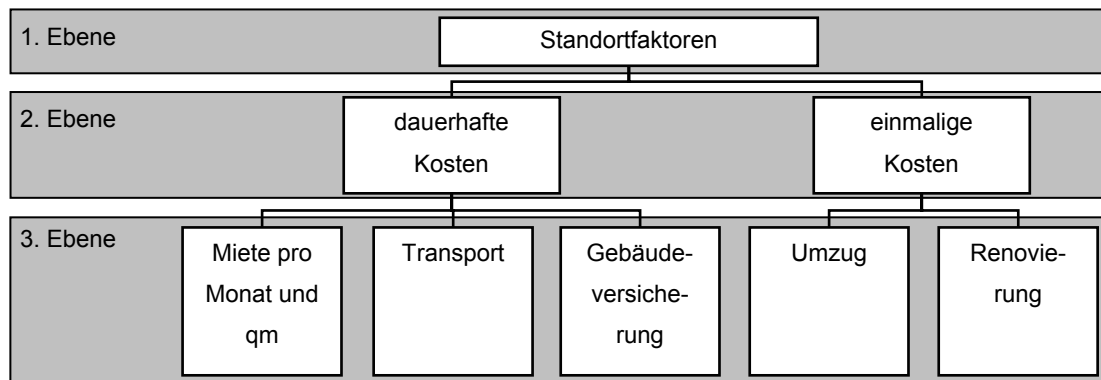 1. Ebene
Standortfaktoren
2. Ebene
dauerhafte
Kosten
einmalige
Kosten
3. Ebene
Miete pro
Monat und
qm
Transport
Gebäude-
versiche-
rung
Umzug
Renovie-
rung